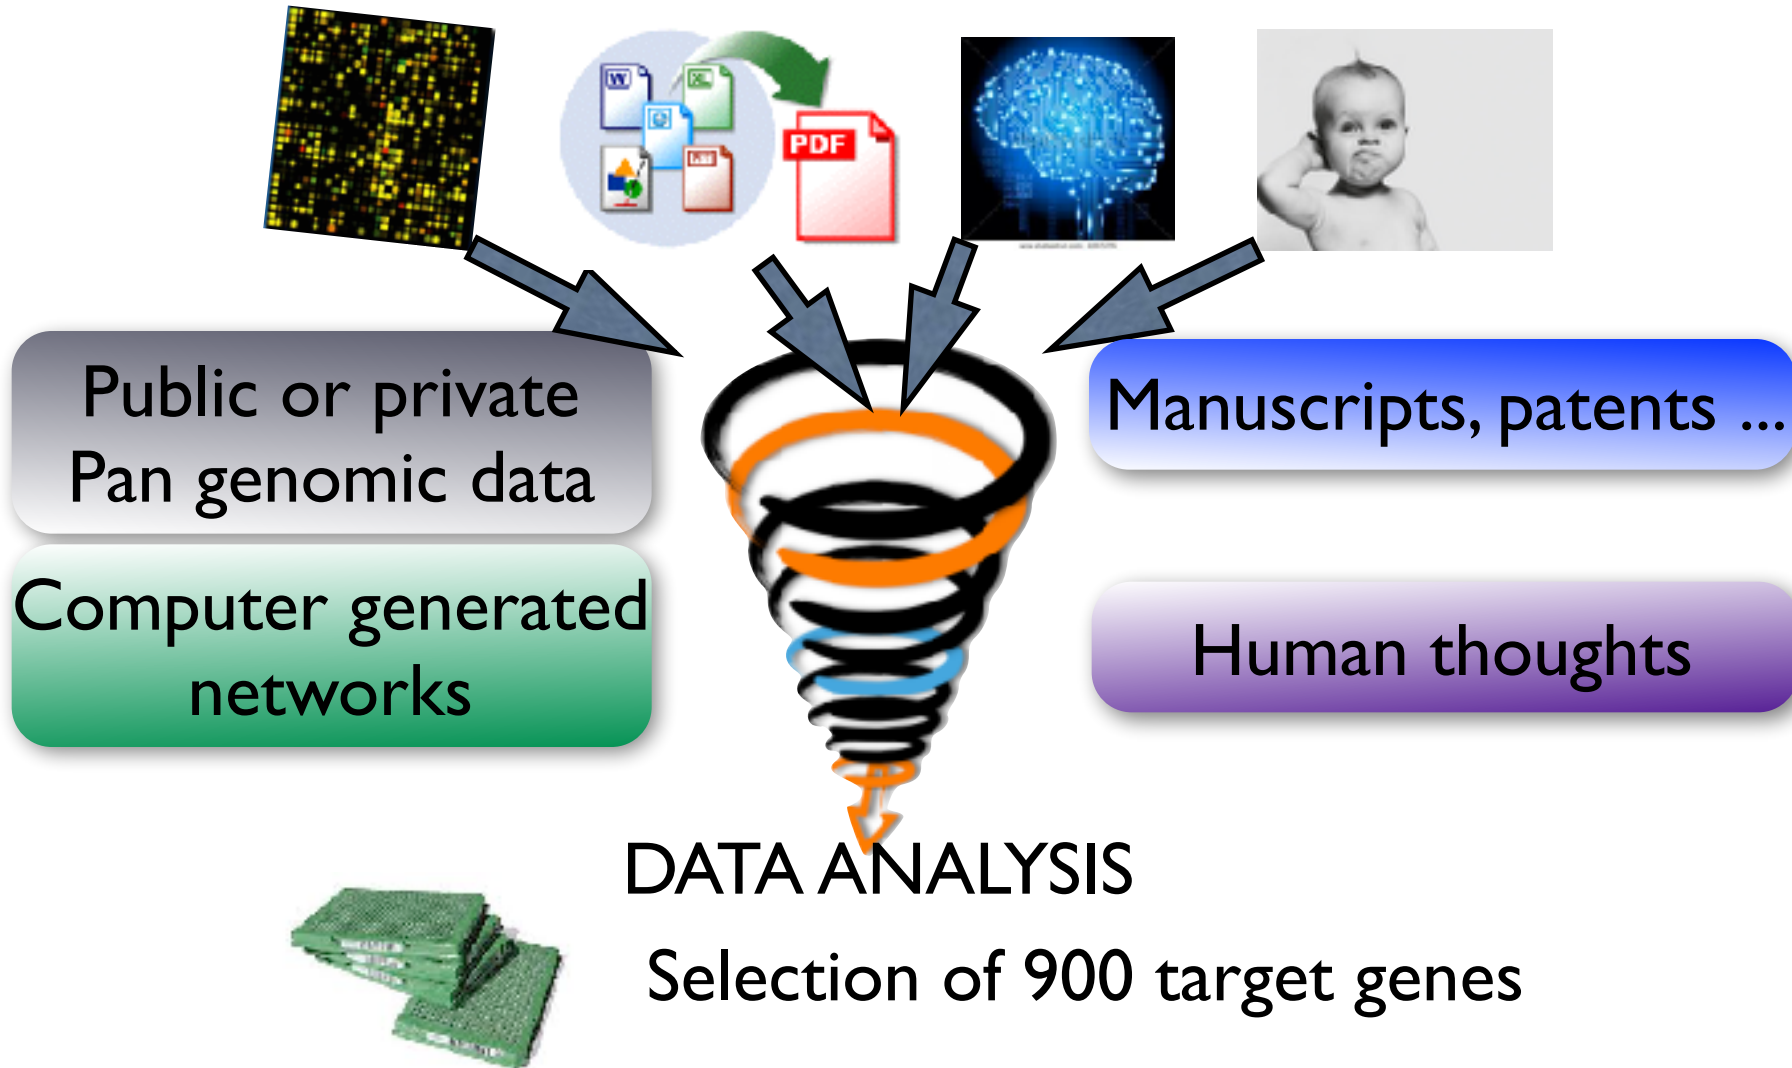 W
XL
PDF
Public or private
Pan genomic data
Manuscripts, patents ...
Computer generated
networks
Human thoughts
DATA ANALYSIS
Selection of 900 target genes